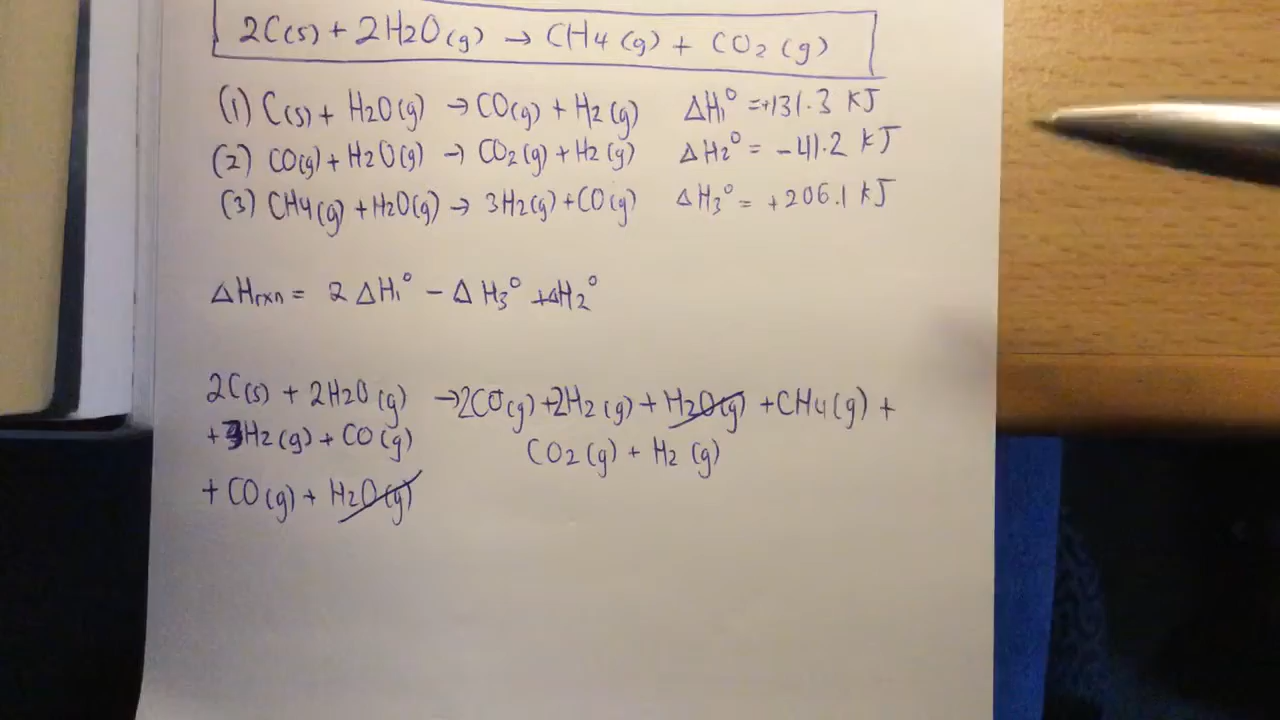 2C(s) + 2H2O(g) → CH4(g) + CO2(g)
(1) C(s) + H2O(g) → CO(g) + H2(g) ΔH1° = +131.3 kJ
(2) CO(g) + H2O(g) → CO2(g) + H2(g) ΔH2° = -41.2 kJ
(3) CH4(g) + H2O(g) → 3H2(g) + CO(g) ΔH3° = +206.1 kJ
ΔHrxn = 2ΔH1° - ΔH3° + ΔH2°
2C(s) + 2H2O(g) → 2CO(g) + 2H2(g) + H2O(g) + CH4(g) +
+ 3H2(g) + CO(g) CO2(g) + H2(g)
+ CO(g) + H2O(g)